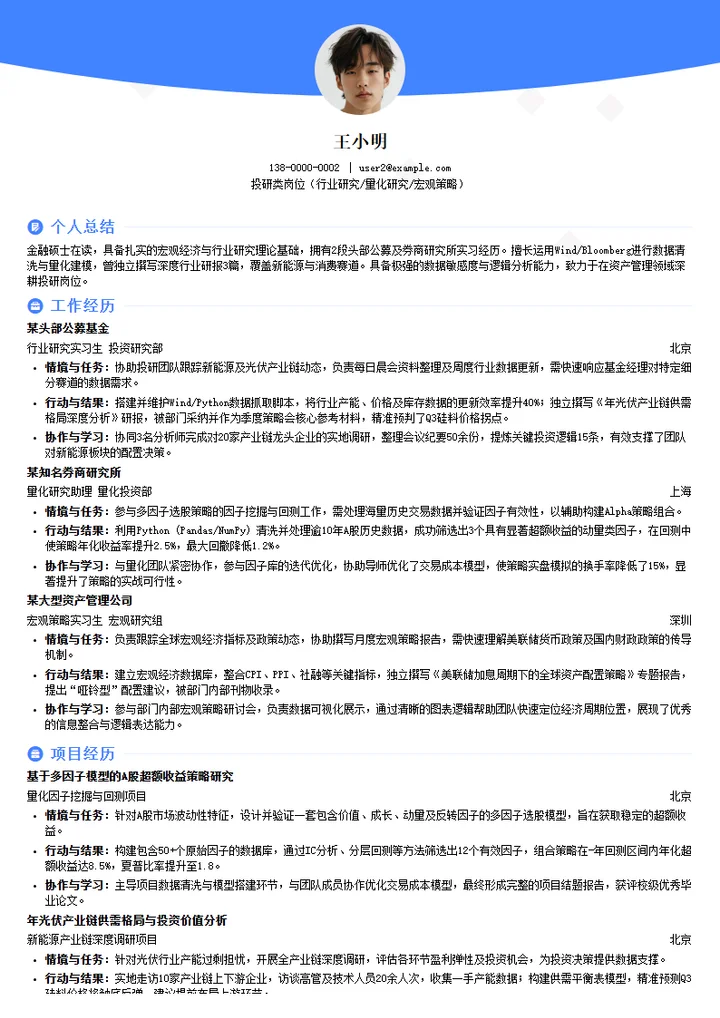 王小明
138-0000-0002 | user2@example.com
投研类岗位（行业研究/量化研究/宏观策略）
个人总结
金融硕士在读，具备扎实的宏观经济与行业研究理论基础，拥有2段头部公募及券商研究所实习经历。擅长运用Wind/Bloomberg进行数据清
洗与量化建模，曾独立撰写深度行业研报3篇，覆盖新能源与消费赛道。具备极强的数据敏感度与逻辑分析能力，致力于在资产管理领域深
耕投研岗位。
工作经历
某头部公募基金
行业研究实习生 投资研究部 北京
• 情境与任务：协助投研团队跟踪新能源及光伏产业链动态，负责每日晨会资料整理及周度行业数据更新，需快速响应基金经理对特定细
分赛道的数据需求。
• 行动与结果：搭建并维护Wind/Python数据抓取脚本，将行业产能、价格及库存数据的更新效率提升40%；独立撰写《年光伏产业链供需
格局深度分析》研报，被部门采纳并作为季度策略会核心参考材料，精准预判了Q3硅料价格拐点。
• 协作与学习：协同3名分析师完成对20家产业链龙头企业的实地调研，整理会议纪要50余份，提炼关键投资逻辑15条，有效支撑了团队
对新能源板块的配置决策。
某知名券商研究所
量化研究助理 量化投资部 上海
• 情境与任务：参与多因子选股策略的因子挖掘与回测工作，需处理海量历史交易数据并验证因子有效性，以辅助构建Alpha策略组合。
• 行动与结果：利用Python (Pandas/NumPy) 清洗并处理逾10年A股历史数据，成功筛选出3个具有显著超额收益的动量类因子，在回测中
使策略年化收益率提升2.5%，最大回撤降低1.2%。
• 协作与学习：与量化团队紧密协作，参与因子库的迭代优化，协助导师优化了交易成本模型，使策略实盘模拟的换手率降低了15%，显
著提升了策略的实战可行性。
某大型资产管理公司
宏观策略实习生 宏观研究组 深圳
• 情境与任务：负责跟踪全球宏观经济指标及政策动态，协助撰写月度宏观策略报告，需快速理解美联储货币政策及国内财政政策的传导
机制。
• 行动与结果：建立宏观经济数据库，整合CPI、PPI、社融等关键指标，独立撰写《美联储加息周期下的全球资产配置策略》专题报告，
提出“哑铃型”配置建议，被部门内部刊物收录。
• 协作与学习：参与部门内部宏观策略研讨会，负责数据可视化展示，通过清晰的图表逻辑帮助团队快速定位经济周期位置，展现了优秀
的信息整合与逻辑表达能力。
项目经历
基于多因子模型的A股超额收益策略研究
量化因子挖掘与回测项目 北京
• 情境与任务：针对A股市场波动性特征，设计并验证一套包含价值、成长、动量及反转因子的多因子选股模型，旨在获取稳定的超额收
益。
• 行动与结果：构建包含50+个原始因子的数据库，通过IC分析、分层回测等方法筛选出12个有效因子，组合策略在-年回测区间内年化超
额收益达8.5%，夏普比率提升至1.8。
• 协作与学习：主导项目数据清洗与模型搭建环节，与团队成员协作优化交易成本模型，最终形成完整的项目结题报告，获评校级优秀毕
业论文。
年光伏产业链供需格局与投资价值分析
新能源产业链深度调研项目 北京
• 情境与任务：针对光伏行业产能过剩担忧，开展全产业链深度调研，评估各环节盈利弹性及投资机会，为投资决策提供数据支撑。
• 行动与结果：实地走访10家产业链上下游企业，访谈高管及技术人员20余人次，收集一手产能数据；构建供需平衡表模型，精准预测Q3
硅料价格将触底反弹，建议提前布局上游环节。